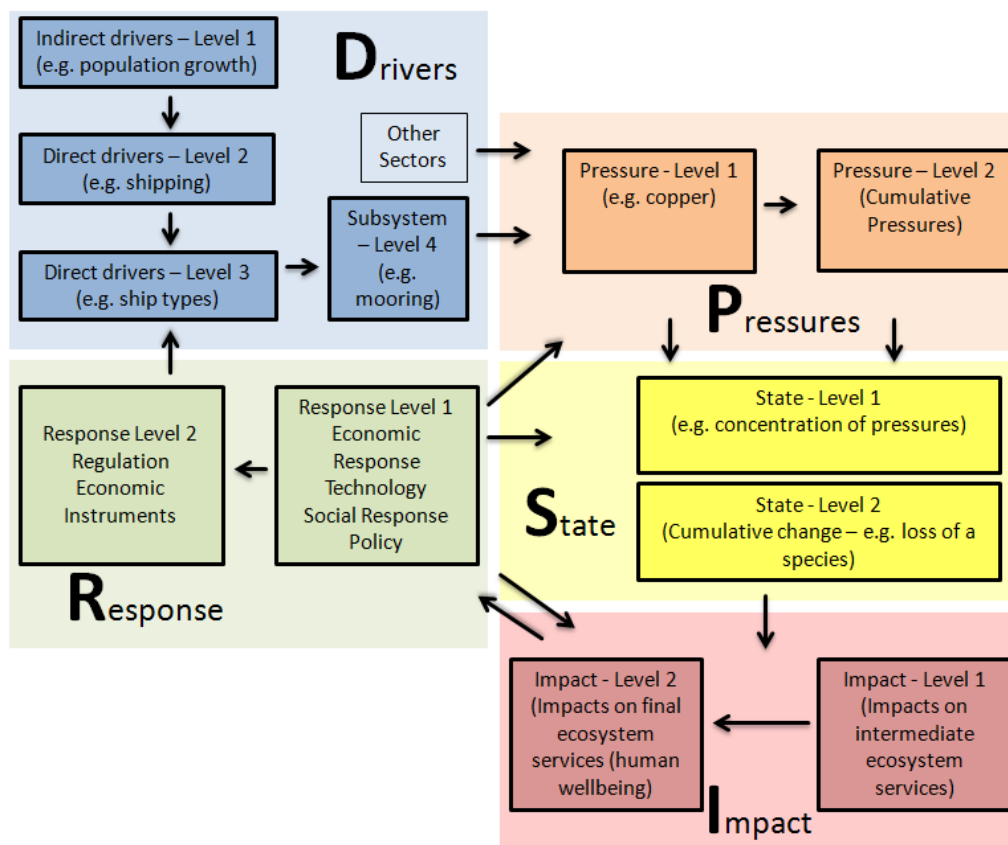 Indirect drivers – Level 1
(e.g. population growth)
Drivers
Direct drivers – Level 2
(e.g. shipping)
Other
Sectors
Direct drivers – Level 3
(e.g. ship types)
Subsystem
– Level 4
(e.g.
mooring)
Pressure - Level 1
(e.g. copper)
Pressure – Level 2
(Cumulative
Pressures)
Pressures
Response Level 2
Regulation
Economic
Instruments
Response Level 1
Economic
Response
Technology
Social Response
Policy
Response
State - Level 1
(e.g. concentration of pressures)
State - Level 2
(Cumulative change – e.g. loss of a
species)
State
Impact - Level 2
(Impacts on final
ecosystem
services (human
wellbeing)
Impact - Level 1
(Impacts on
intermediate
ecosystem
services)
Impact